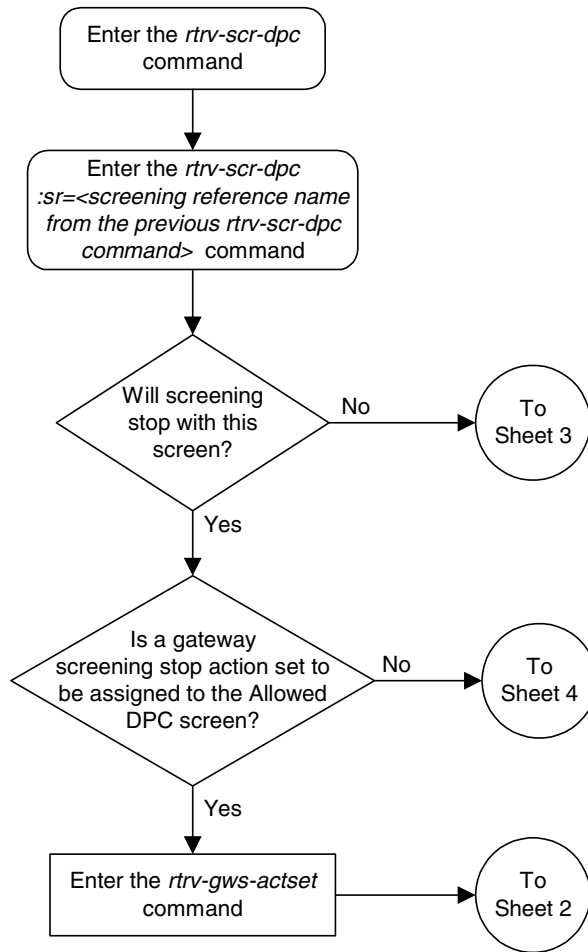 Enter the rtrv-scr-dpc
command
Enter the rtrv-scr-dpc
:sr=<screening reference name
from the previous rtrv-scr-dpc
command> command
Will screening
stop with this
screen?
No
To
Sheet 3
Yes
Is a gateway
screening stop action set to
be assigned to the Allowed
DPC screen?
No
To
Sheet 4
Yes
Enter the rtrv-gws-actset
command
To
Sheet 2